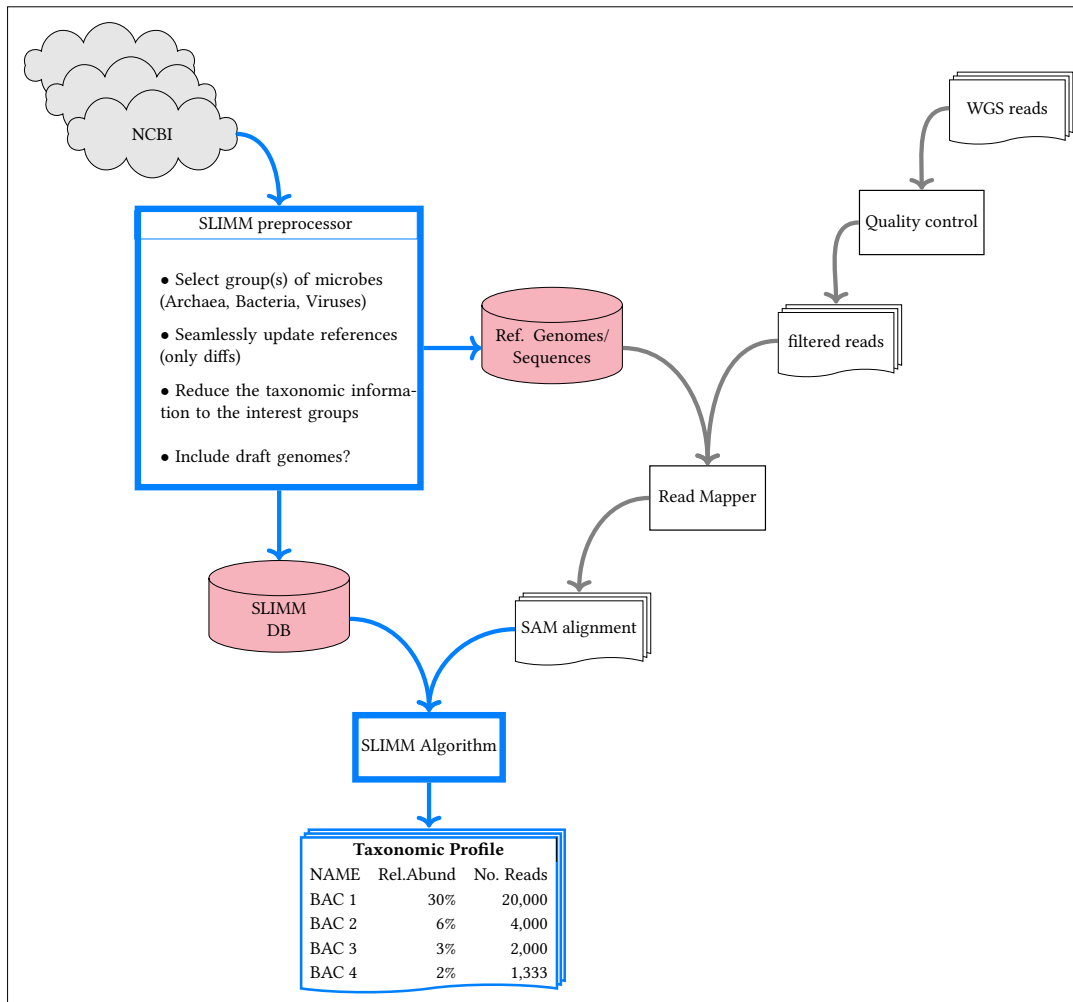 NCBI
WGS reads
SLIMM preprocessor
Quality control
● Select group(s) of microbes
(Archaea, Bacteria, Viruses)
● Seamlessly update references
(only diffs)
● Reduce the taxonomic informa-
tion to the interest groups
● Include draft genomes?
Ref. Genomes/
Sequences
filtered reads
Read Mapper
SLIMM
DB
SAM alignment
SLIMM Algorithm
Taxonomic Profile
NAME Rel.Abund No. Reads
BAC 1 30% 20,000
BAC 2 6% 4,000
BAC 3 3% 2,000
BAC 4 2% 1,333